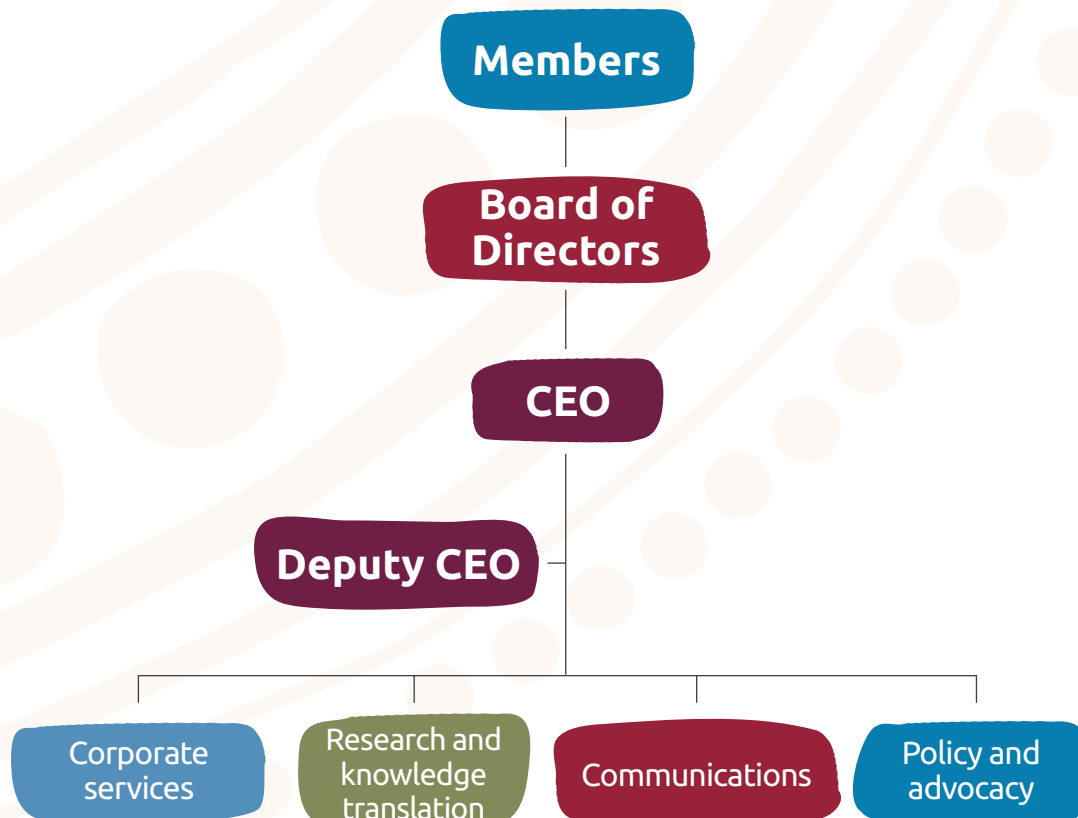 Members
Board of
Directors
CEO
Deputy CEO
Corporate
services
Research and
knowledge
translation
Communications
Policy and
advocacy